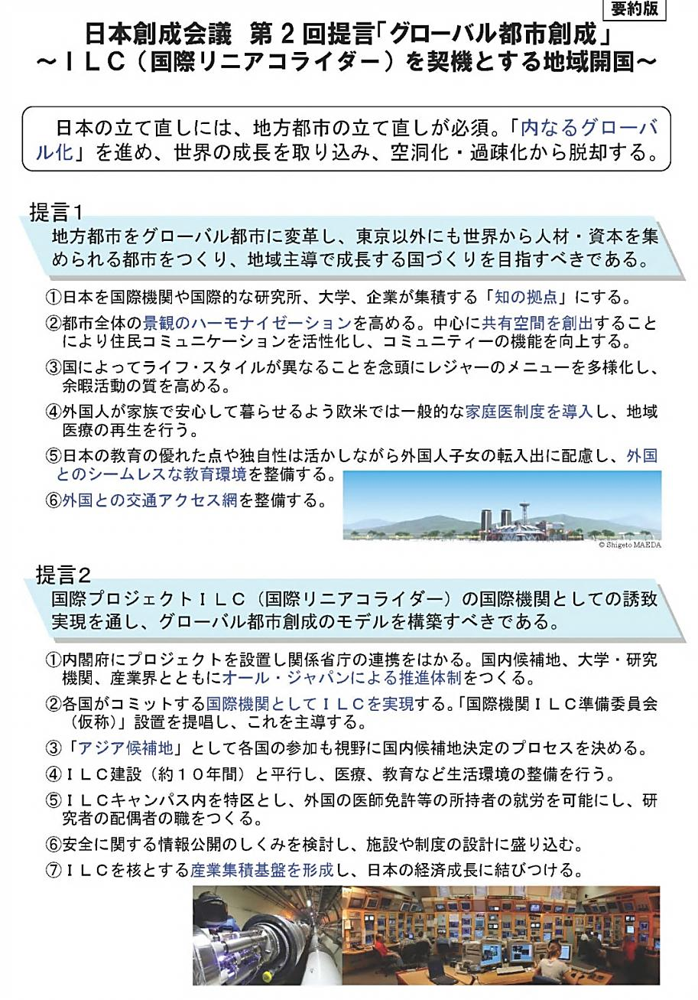 要約版
日本創成会議 第2回提言「グローバル都市創成」
～ＩＬＣ（国際リニアコライダー）を契機とする地域開国～
日本の立て直しには、地方都市の立て直しが必須。「内なるグローバ
ル化」を進め、世界の成長を取り込み、空洞化・過疎化から脱却する。
提言1
地方都市をグローバル都市に変革し、東京以外にも世界から人材・資本を集
められる都市をつくり、地域主導で成長する国づくりを目指すべきである。
①日本を国際機関や国際的な研究所、大学、企業が集積する「知の拠点」にする。
②都市全体の景観のハーモナイゼーションを高める。中心に共有空間を創出すること
により住民コミュニケーションを活性化し、コミュニティーの機能を向上する。
③国によってライフ・スタイルが異なることを念頭にレジャーのメニューを多様化し、
余暇活動の質を高める。
④外国人が家族で安心して暮らせるよう欧米では一般的な家庭医制度を導入し、地域
医療の再生を行う。
⑤日本の教育の優れた点や独自性は活かしながら外国人子女の転入出に配慮し、外国
とのシームレスな教育環境を整備する。
⑥外国との交通アクセス網を整備する。
© Shigeto MAEDA
提言2
国際プロジェクトＩＬＣ（国際リニアコライダー）の国際機関としての誘致
実現を通し、グローバル都市創成のモデルを構築すべきである。
①内閣府にプロジェクトを設置し関係省庁の連携をはかる。国内候補地、大学・研究
機関、産業界とともにオール・ジャパンによる推進体制をつくる。
②各国がコミットする国際機関としてＩＬＣを実現する。「国際機関ＩＬＣ準備委員会
（仮称）」設置を提唱し、これを主導する。
③「アジア候補地」として各国の参加も視野に国内候補地決定のプロセスを決める。
④ＩＬＣ建設（約１０年間）と平行し、医療、教育など生活環境の整備を行う。
⑤ＩＬＣキャンパス内を特区とし、外国の医師免許等の所持者の就労を可能にし、研
究者の配偶者の職をつくる。
⑥安全に関する情報公開のしくみを検討し、施設や制度の設計に盛り込む。
⑦ＩＬＣを核とする産業集積基盤を形成し、日本の経済成長に結びつける。